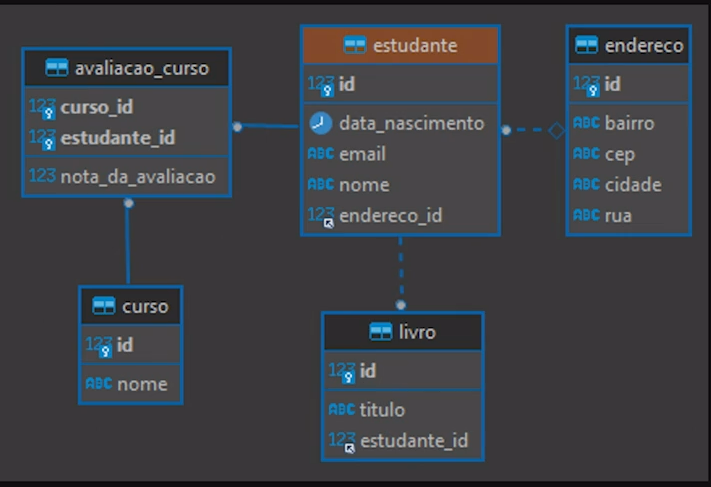 avaliacao_curso
123 curso_id
123 estudante_id
123 nota_da_avaliacao
estudante
123 id
data_nascimento
ABC email
ABC nome
123 endereco_id
endereco
123 id
ABC bairro
ABC cep
ABC cidade
ABC rua
curso
123 id
ABC nome
livro
123 id
ABC titulo
123 estudante_id